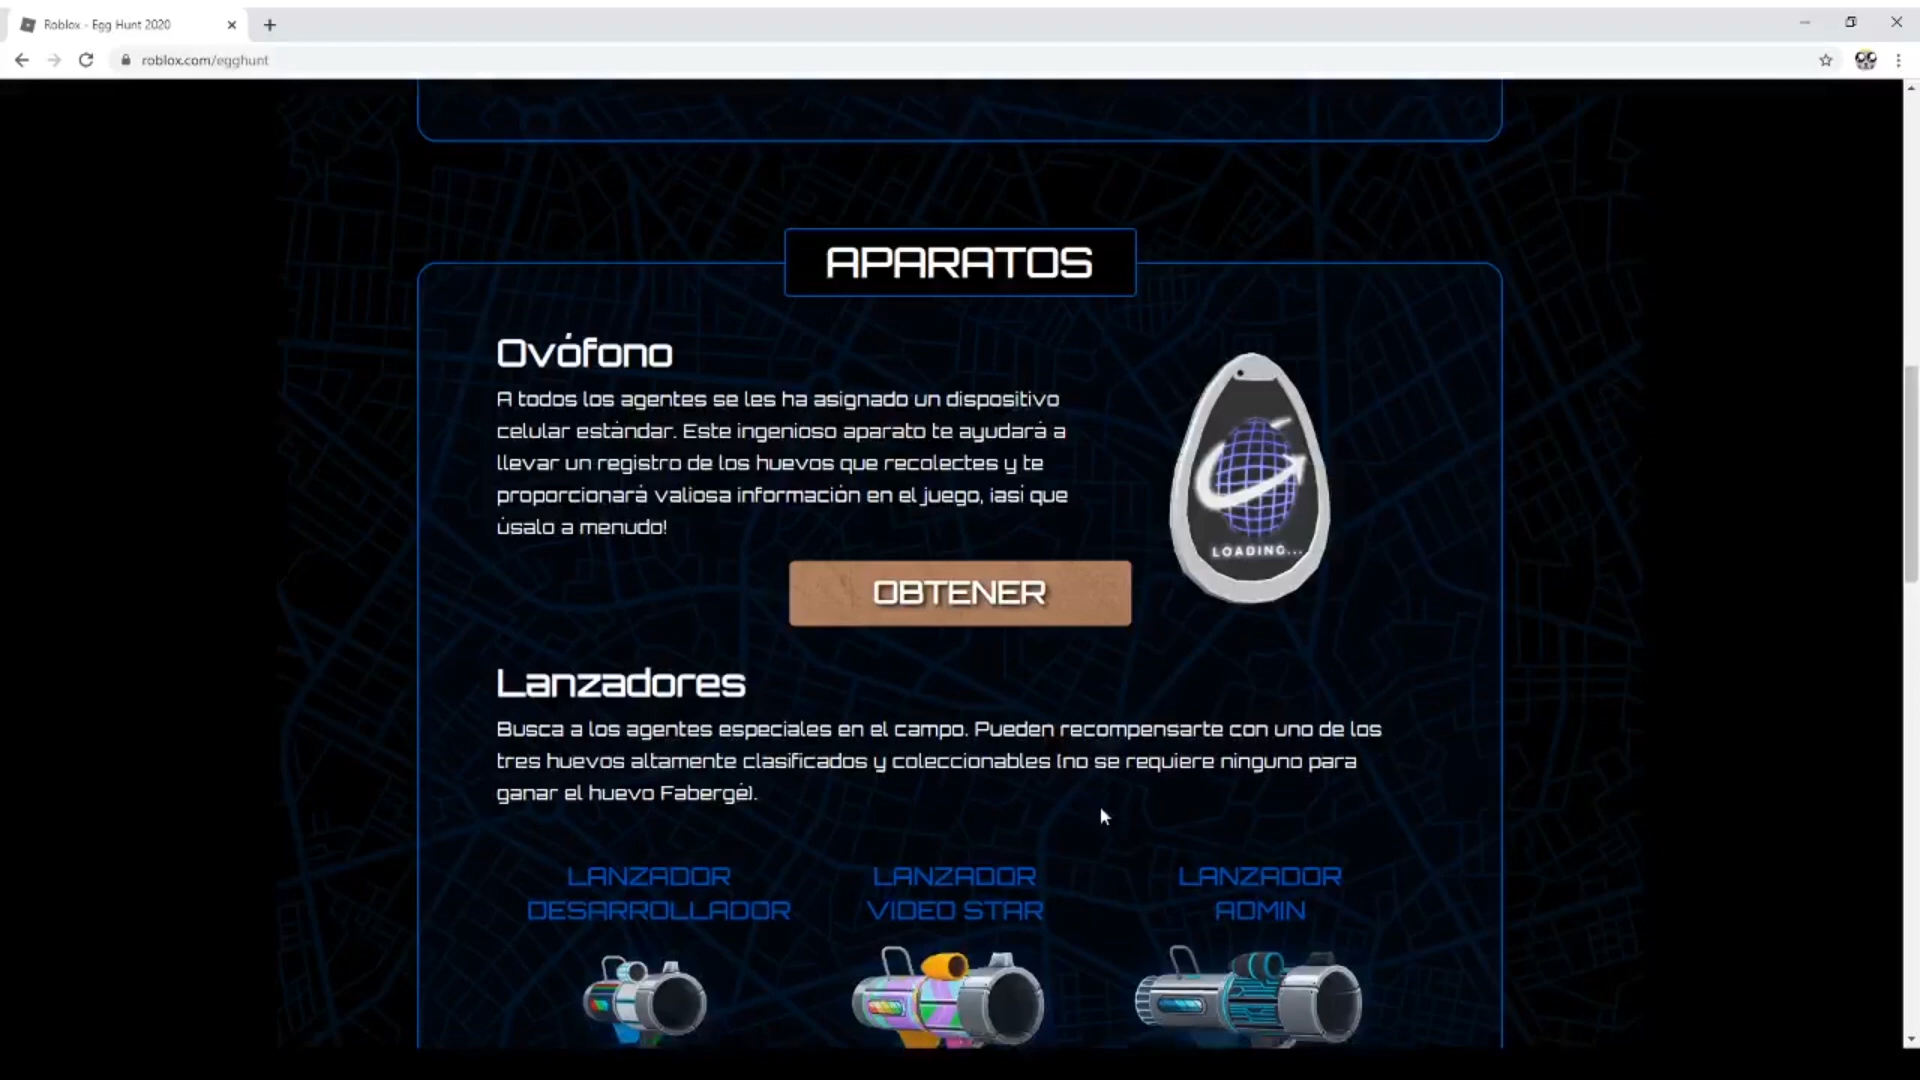 Roblox - Egg Hunt 2020
roblox.com/egghunt
APARATOS
Ovófono
A todos los agentes se les ha asignado un dispositivo
celular estándar. Este ingenioso aparato te ayudará a
llevar un registro de los huevos que recolectes y te
proporcionará valiosa información en el juego, ¡así que
úsalo a menudo!
LOADING...
OBTENER
Lanzadores
Busca a los agentes especiales en el campo. Pueden recompensarte con uno de los
tres huevos altamente clasificados y coleccionables (no se requiere ninguno para
ganar el huevo Fabergé).
LANZADOR
DESARROLLADOR
LANZADOR
VIDEO STAR
LANZADOR
ADMIN